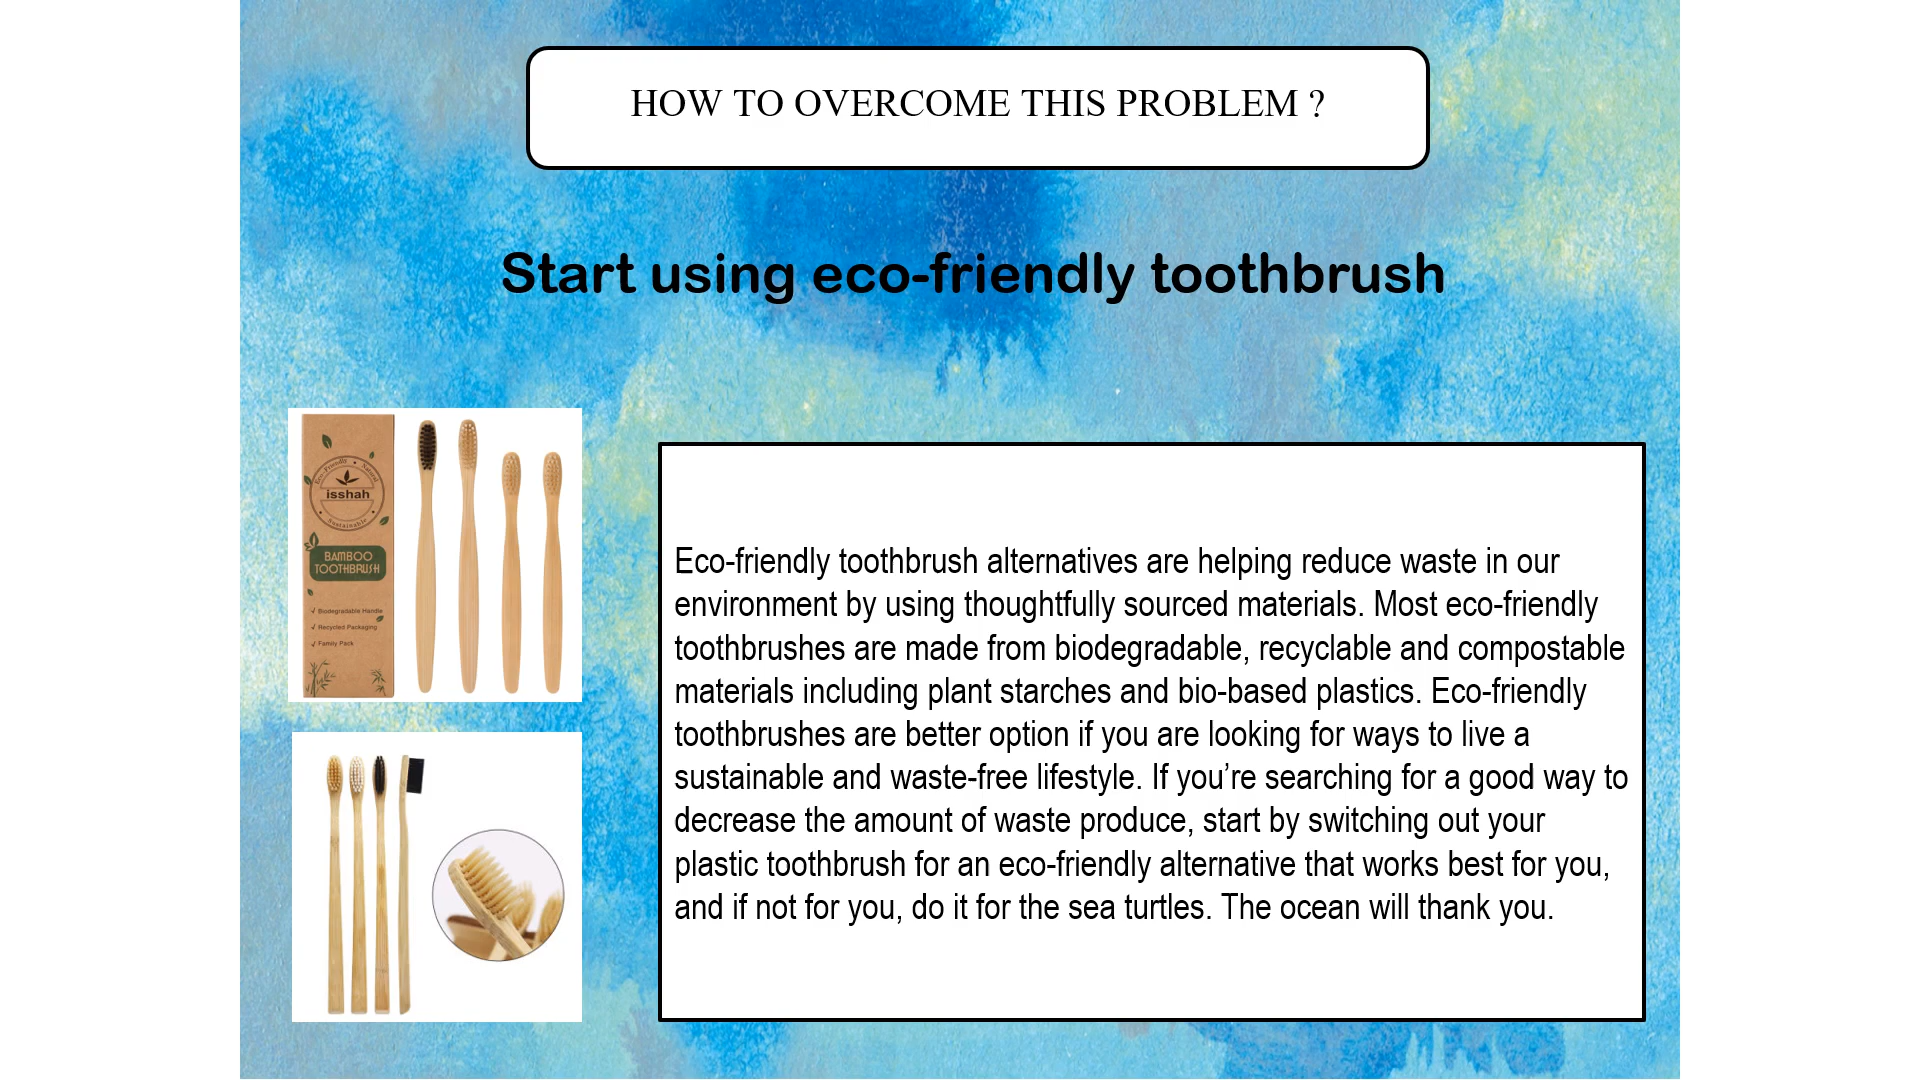 HOW TO OVERCOME THIS PROBLEM ?
Start using eco-friendly toothbrush
Eco-Friendly • Natural
isshah
• Sustainable •
BAMBOO
TOOTHBRUSH
√ Biodegradable Handle
√ Recycled Packaging
√ Family Pack
Eco-friendly toothbrush alternatives are helping reduce waste in our
environment by using thoughtfully sourced materials. Most eco-friendly
toothbrushes are made from biodegradable, recyclable and compostable
materials including plant starches and bio-based plastics. Eco-friendly
toothbrushes are better option if you are looking for ways to live a
sustainable and waste-free lifestyle. If you’re searching for a good way to
decrease the amount of waste produce, start by switching out your
plastic toothbrush for an eco-friendly alternative that works best for you,
and if not for you, do it for the sea turtles. The ocean will thank you.